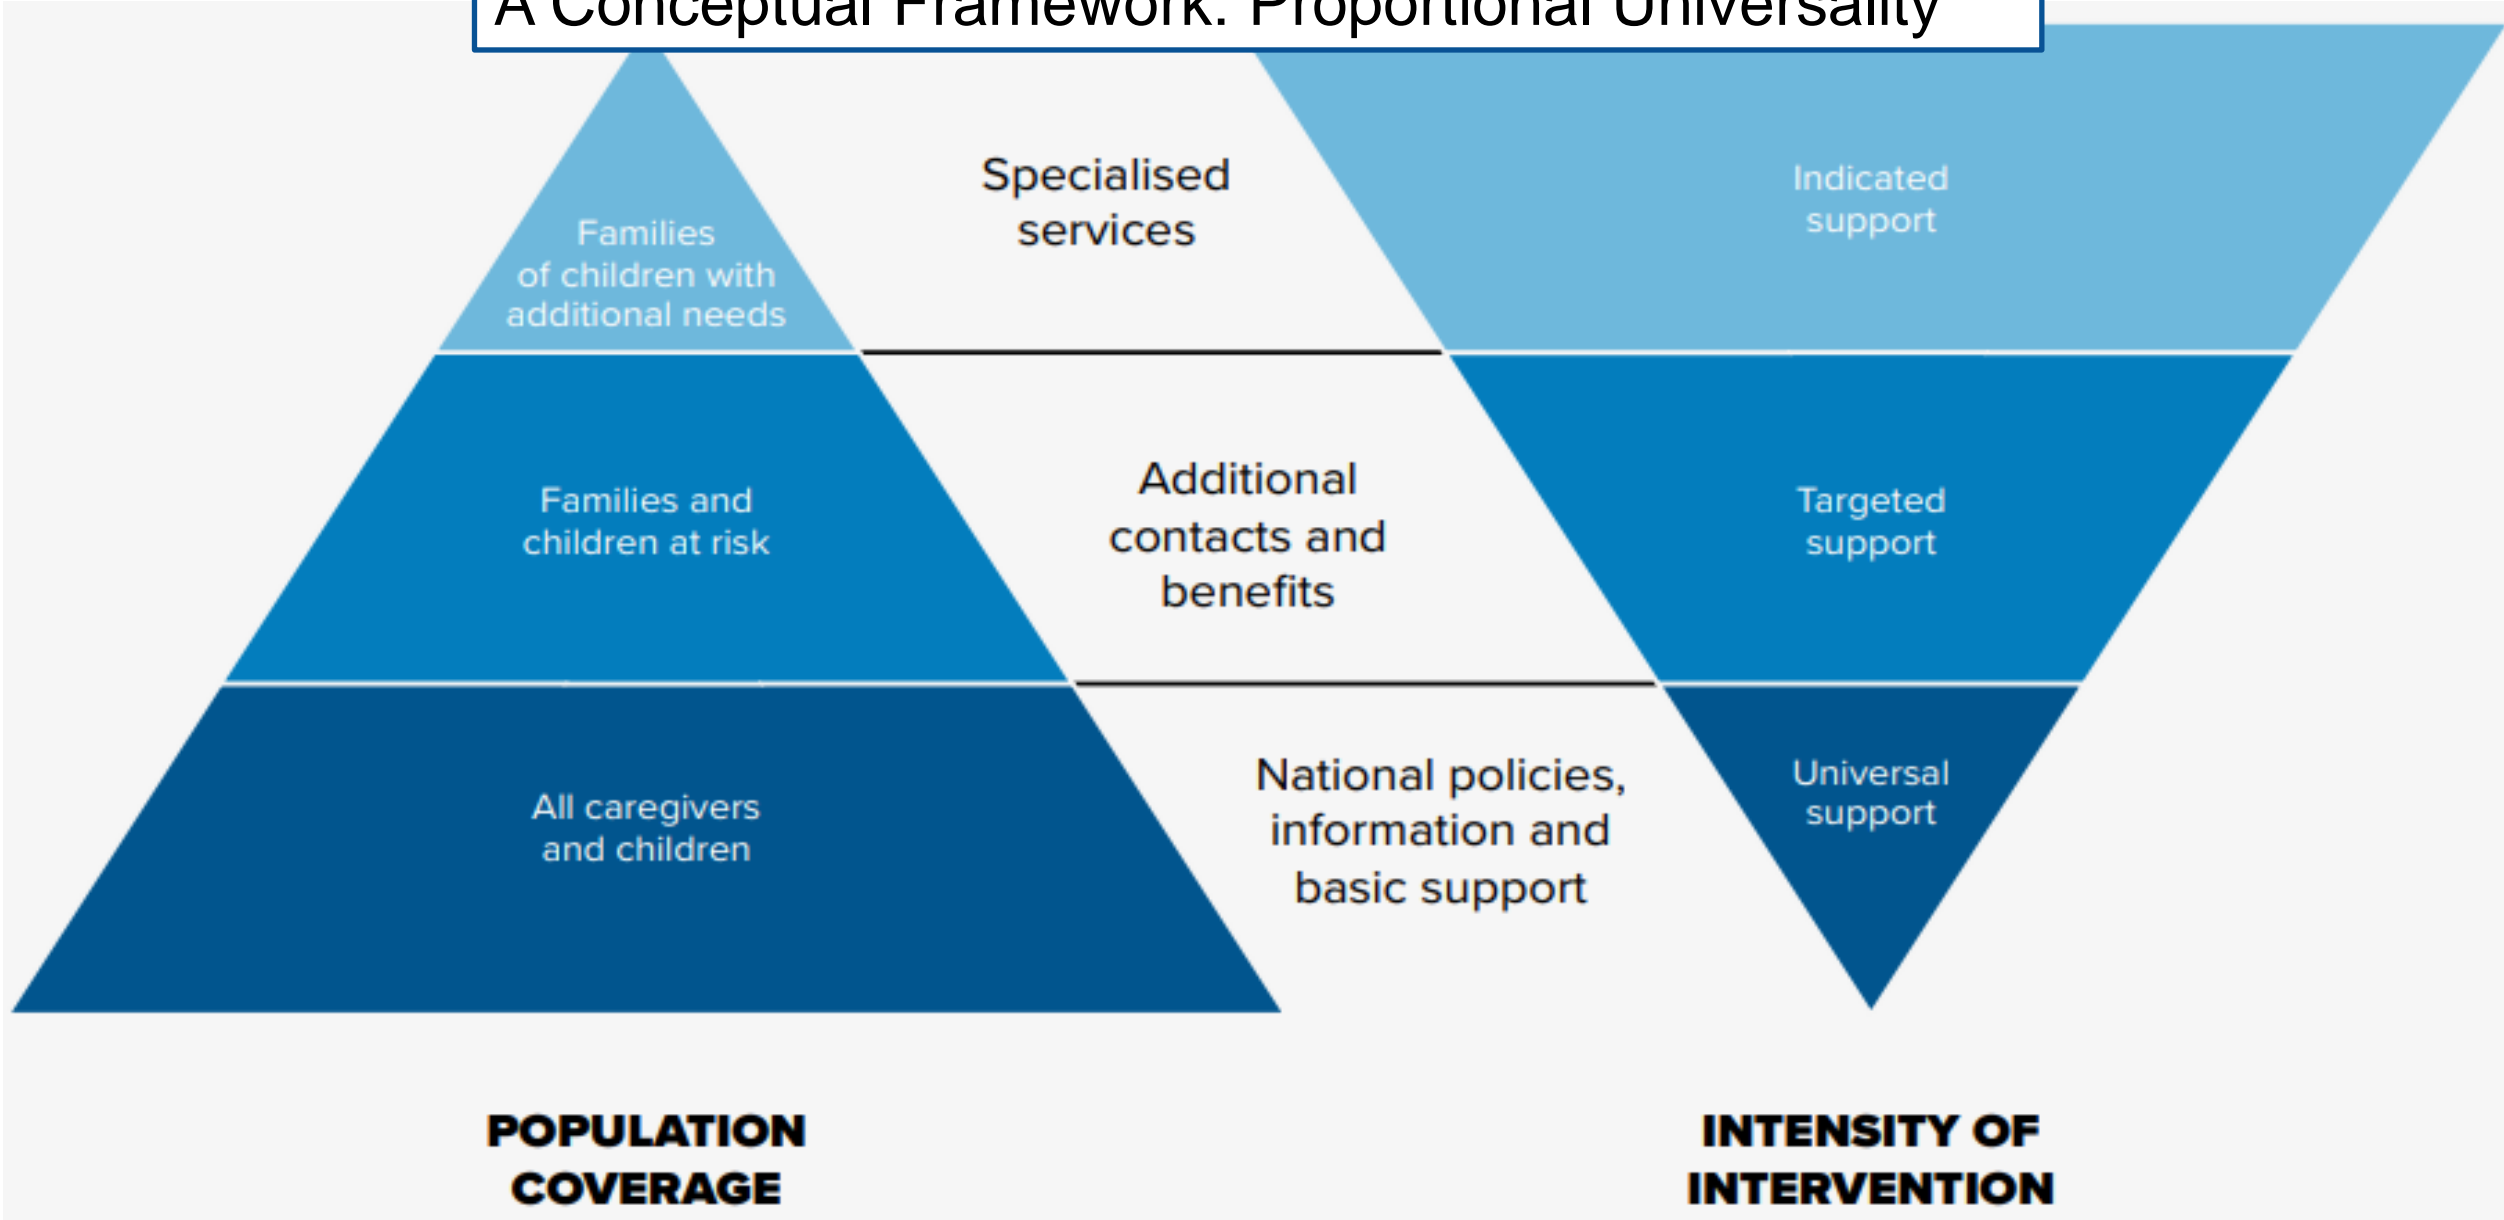 A Conceptual Framework: Proportional Universality
Specialised
services
Indicated
support
Families
of children with
additional needs
Additional
contacts and
benefits
Families and
children at risk
Targeted
support
National policies,
information and
basic support
All caregivers
and children
Universal
support
POPULATION
COVERAGE
INTENSITY OF
INTERVENTION